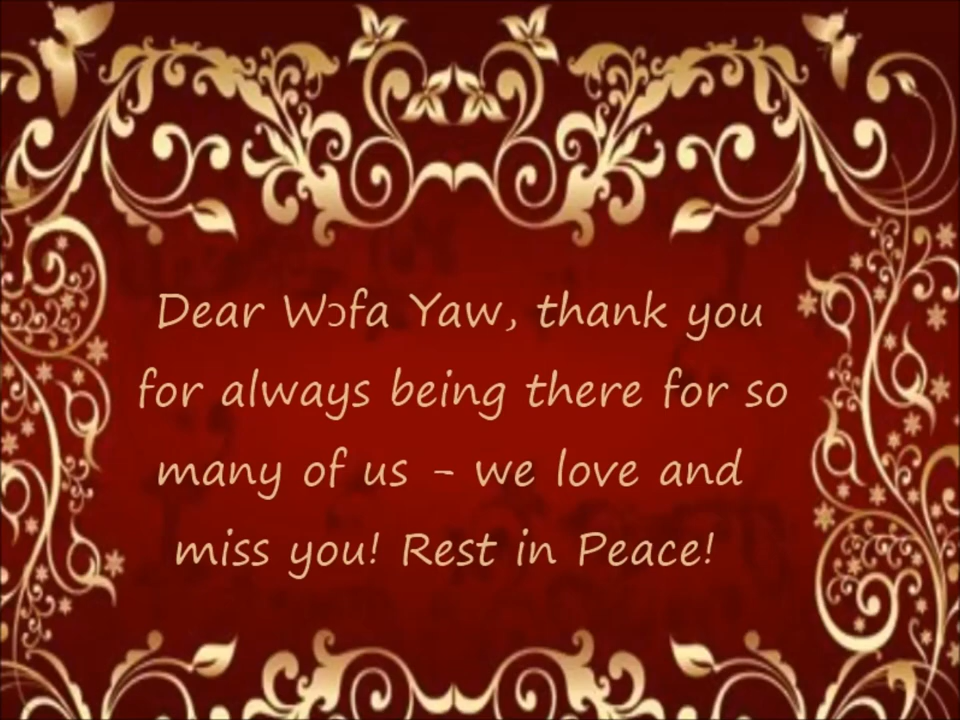 Dear Wɔfa Yaw, thank you
for always being there for so
many of us - we love and
miss you! Rest in Peace!